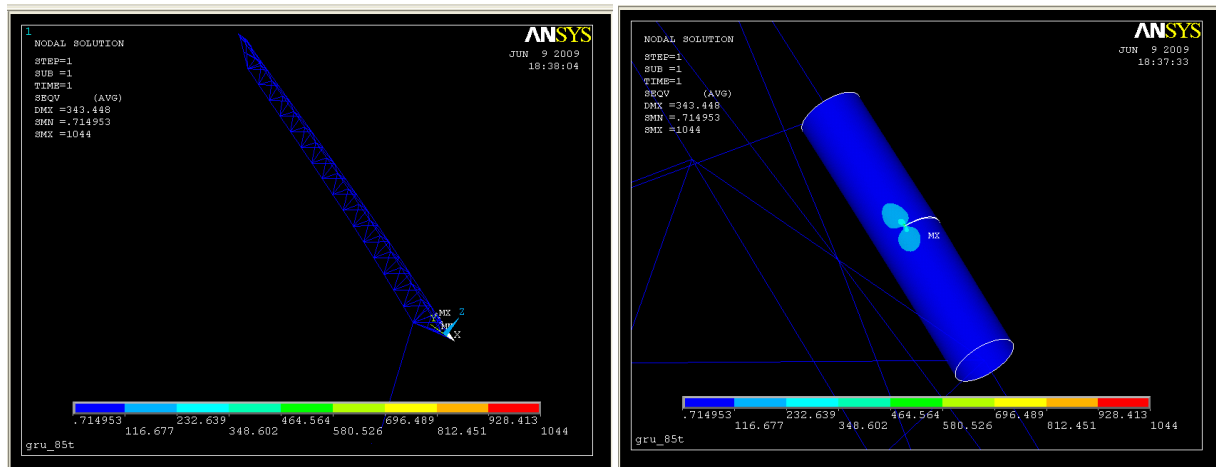 1
NODAL SOLUTION
STEP=1
SUB =1
TIME=1
SEQV (AVG)
DMX =343.448
SMN =.714953
SMX =1044
ANSYS
JUN 9 2009
18:38:04
MX
Z
Y
X
.714953 232.639 464.564 696.489 928.413
116.677 348.602 580.526 812.451 1044
gru_85t
NODAL SOLUTION
STEP=1
SUB =1
TIME=1
SEQV (AVG)
DMX =343.448
SMN =.714953
SMX =1044
ANSYS
JUN 9 2009
18:37:33
MX
.714953 232.639 464.564 696.489 928.413
116.677 348.602 580.526 812.451 1044
gru_85t